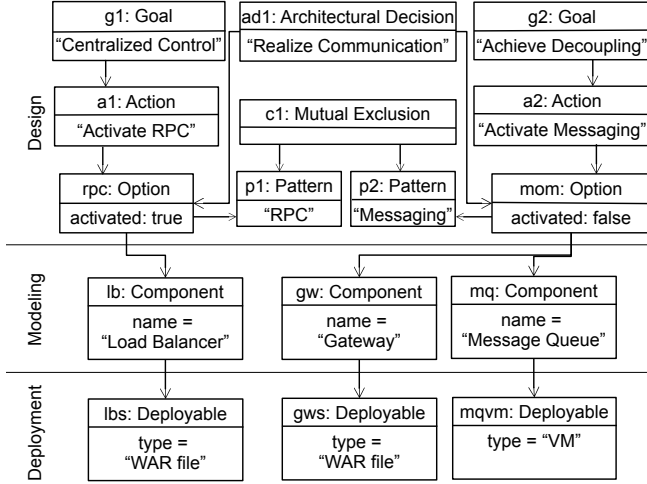 g1: Goal
“Centralized Control”
ad1: Architectural Decision
“Realize Communication”
g2: Goal
“Achieve Decoupling”
Design
a1: Action
“Activate RPC”
c1: Mutual Exclusion
a2: Action
“Activate Messaging”
rpc: Option
activated: true
p1: Pattern
“RPC”
p2: Pattern
“Messaging”
mom: Option
activated: false
Modeling
lb: Component
name =
“Load Balancer”
gw: Component
name =
“Gateway”
mq: Component
name =
“Message Queue”
Deployment
lbs: Deployable
type =
“WAR file”
gws: Deployable
type =
“WAR file”
mqvm: Deployable
type = “VM”